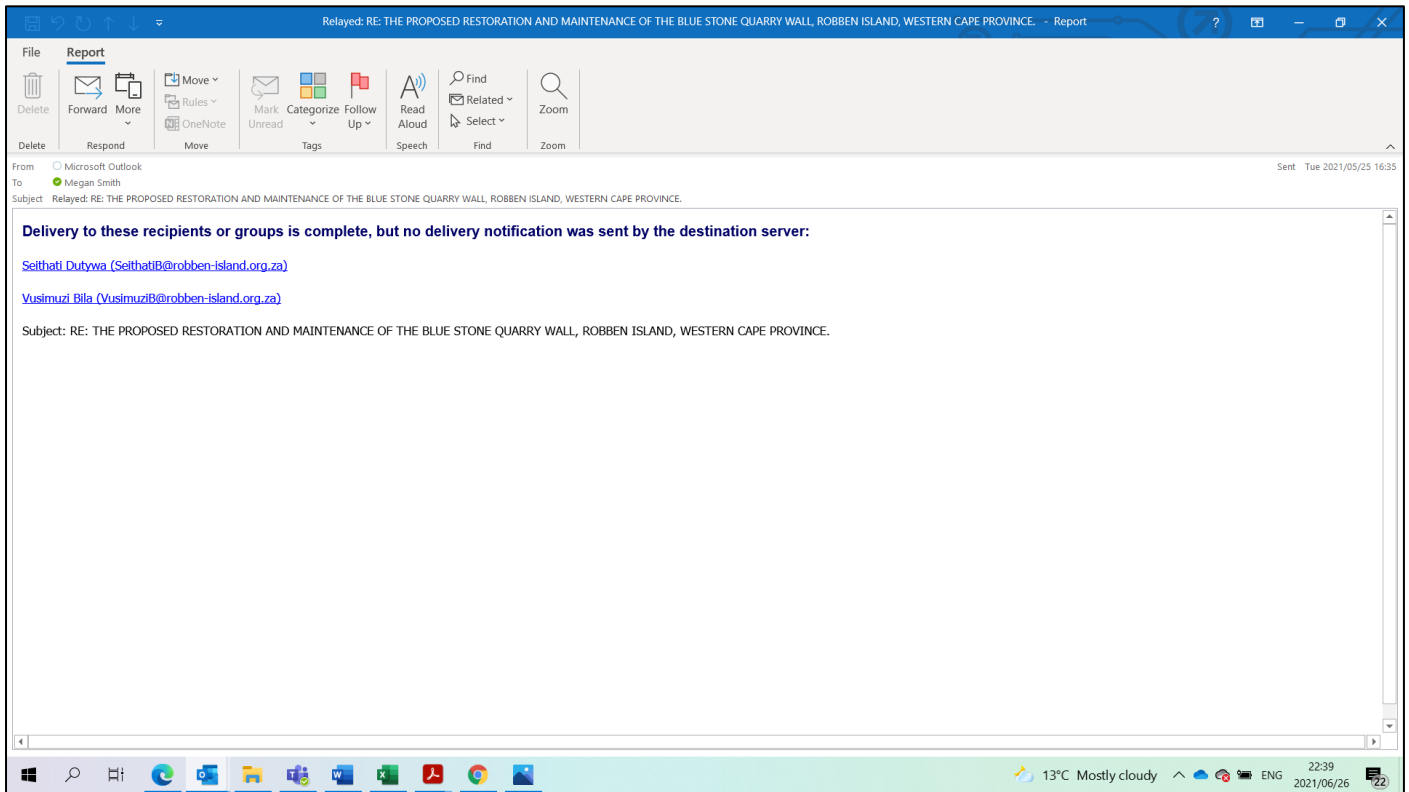 Relayed: RE: THE PROPOSED RESTORATION AND MAINTENANCE OF THE BLUE STONE QUARRY WALL, ROBBEN ISLAND, WESTERN CAPE PROVINCE. - Report
File Report
Delete Forward More Move Rules OneNote Mark Unread Categorize Follow Up Read Aloud Find Related Select Zoom
Delete Respond Move Tags Speech Find Zoom
From Microsoft Outlook Sent Tue 2021/05/25 16:35
To Megan Smith
Subject Relayed: RE: THE PROPOSED RESTORATION AND MAINTENANCE OF THE BLUE STONE QUARRY WALL, ROBBEN ISLAND, WESTERN CAPE PROVINCE.
Delivery to these recipients or groups is complete, but no delivery notification was sent by the destination server:
Seithati Dutywa (SeithatiB@robben-island.org.za)
Vusimuzi Bila (VusimuziB@robben-island.org.za)
Subject: RE: THE PROPOSED RESTORATION AND MAINTENANCE OF THE BLUE STONE QUARRY WALL, ROBBEN ISLAND, WESTERN CAPE PROVINCE.
13°C Mostly cloudy ENG 22:39
2021/06/26 22